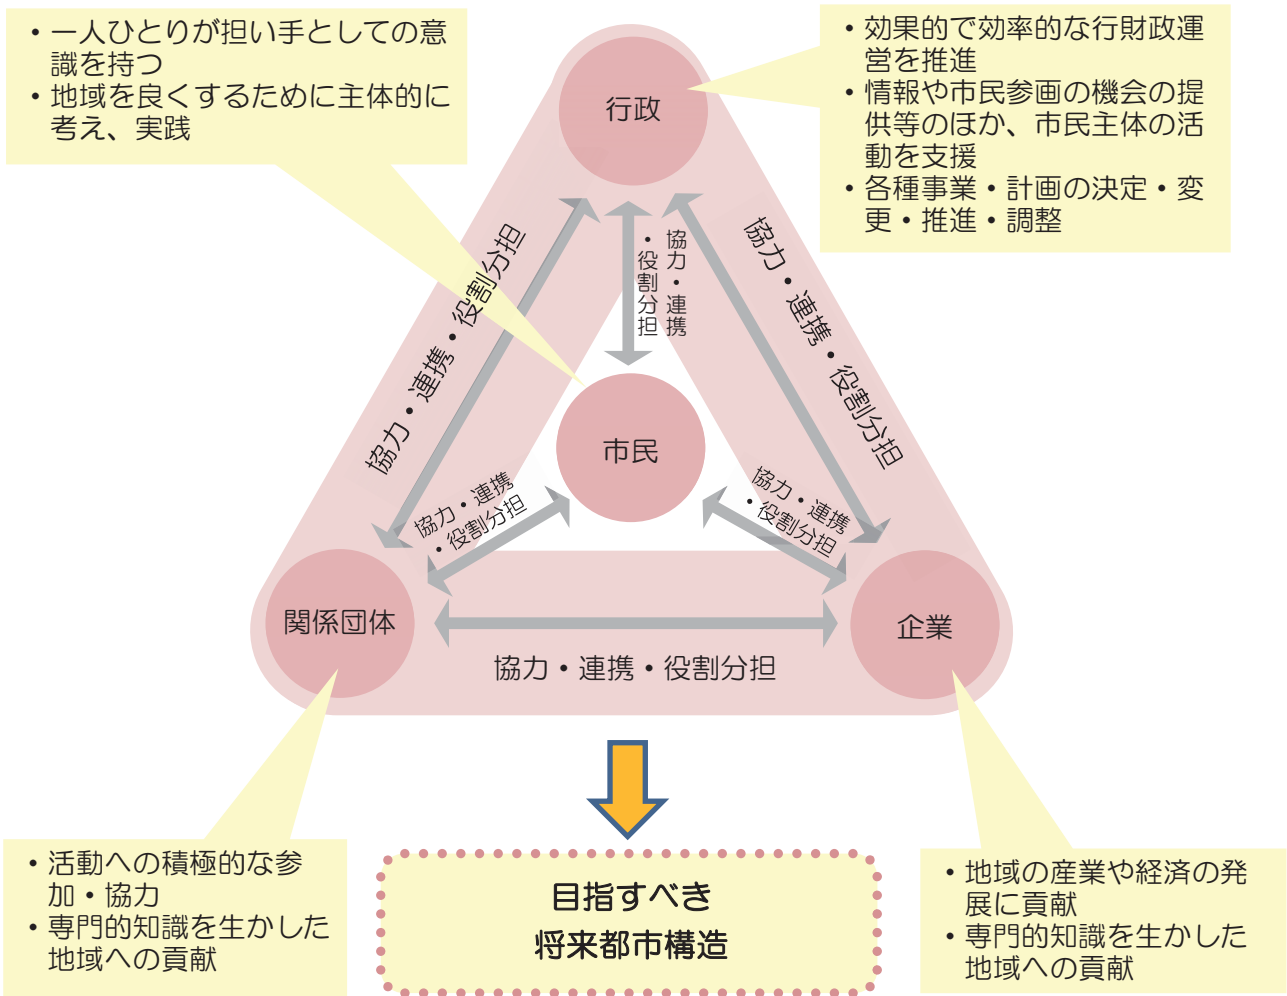 ・一人ひとりが担い手としての意
識を持つ
・地域を良くするために主体的に
考え、実践
・効果的で効率的な行財政運
営を推進
・情報や市民参画の機会の提
供等のほか、市民主体の活
動を支援
・各種事業・計画の決定・変
更・推進・調整
行政
協力・連携・役割分担
協力・連携
・役割分担
協力・連携・役割分担
市民
協力・連携
・役割分担
協力・連携
・役割分担
関係団体
企業
協力・連携・役割分担
・活動への積極的な参
加・協力
・専門的知識を生かした
地域への貢献
目指すべき
将来都市構造
・地域の産業や経済の発
展に貢献
・専門的知識を生かした
地域への貢献